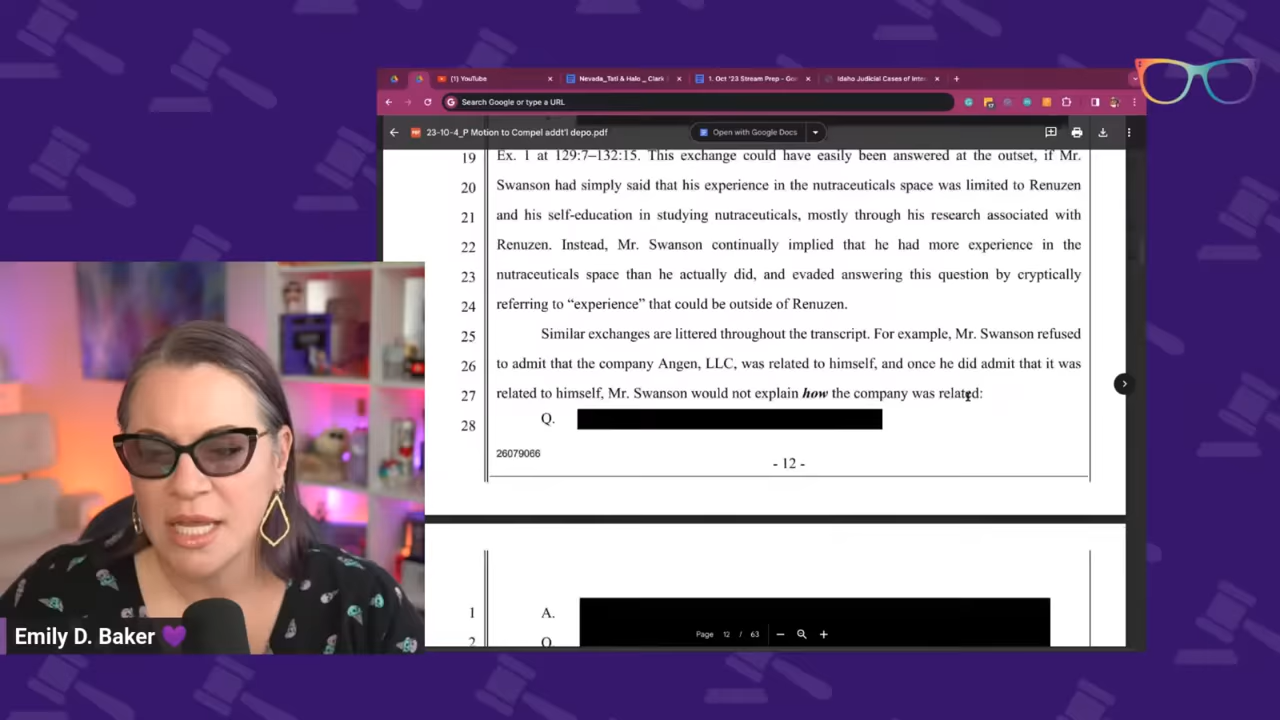 (1) YouTube
Nevada_Tati & Halo _ Clark
1. Oct '23 Stream Prep - Go
Idaho Judicial Cases of Inte
Search Google or type a URL
23-10-4_P Motion to Compel addt'l depo.pdf
Open with Google Docs
19 Ex. 1 at 129:7–132:15. This exchange could have easily been answered at the outset, if Mr.
20 Swanson had simply said that his experience in the nutraceuticals space was limited to Renuzen
21 and his self-education in studying nutraceuticals, mostly through his research associated with
22 Renuzen. Instead, Mr. Swanson continually implied that he had more experience in the
23 nutraceuticals space than he actually did, and evaded answering this question by cryptically
24 referring to “experience” that could be outside of Renuzen.
25 Similar exchanges are littered throughout the transcript. For example, Mr. Swanson refused
26 to admit that the company Angen, LLC, was related to himself, and once he did admit that it was
27 related to himself, Mr. Swanson would not explain how the company was related:
28 Q.
26079066
- 12 -
1 A.
2 Q
Page 12 / 63
Emily D. Baker